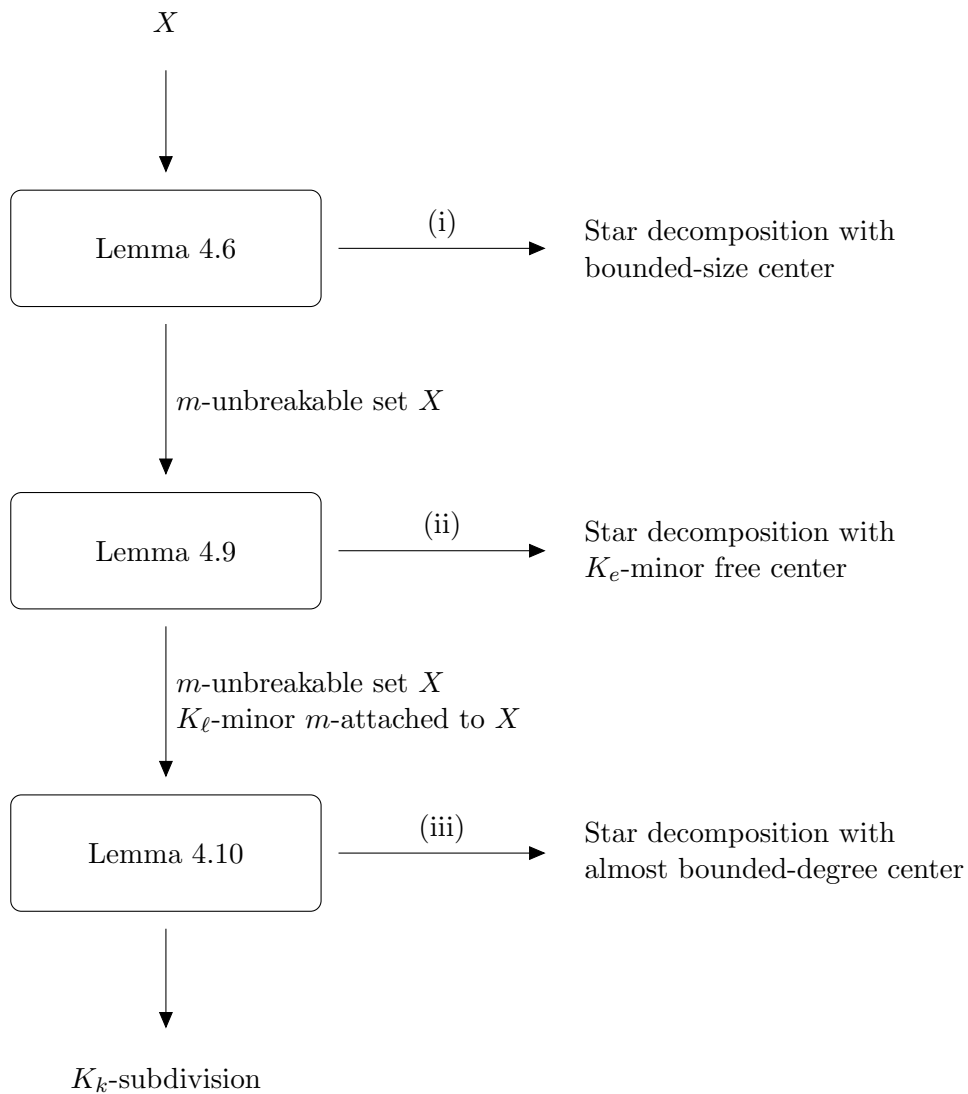 X
Lemma 4.6
(i)
Star decomposition with
bounded-size center
m-unbreakable set X
Lemma 4.9
(ii)
Star decomposition with
K_e-minor free center
m-unbreakable set X
K_ℓ-minor m-attached to X
Lemma 4.10
(iii)
Star decomposition with
almost bounded-degree center
K_k-subdivision